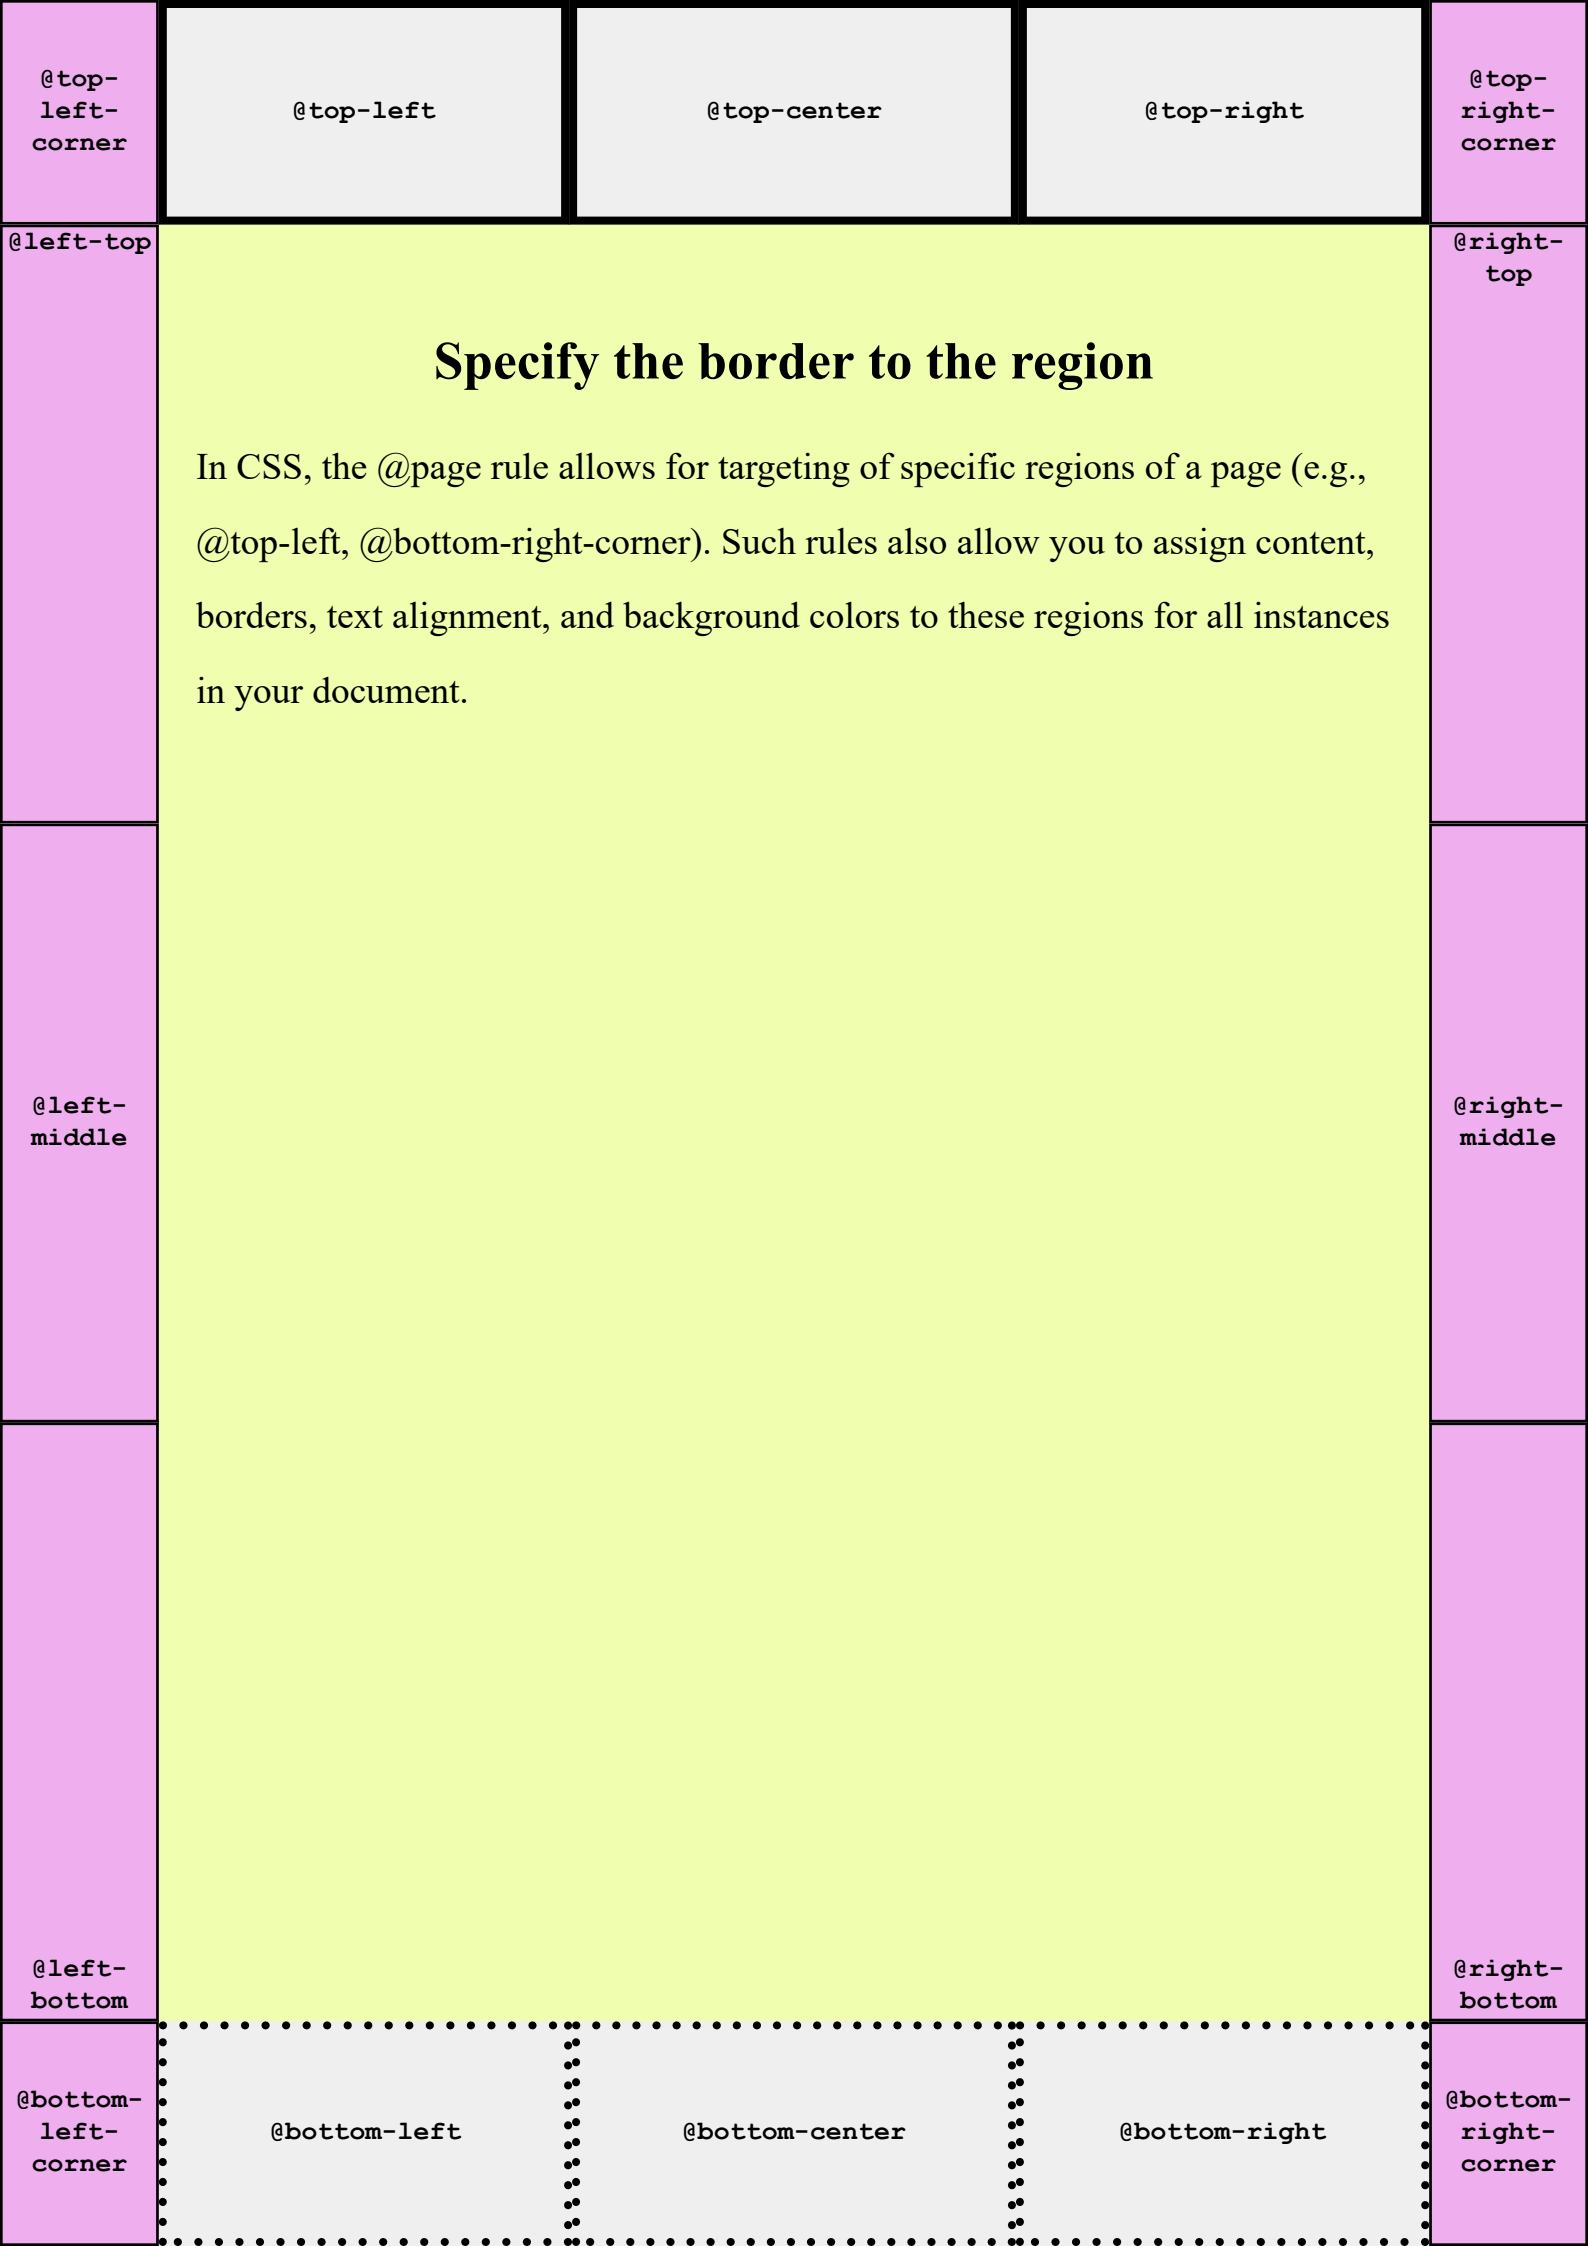 @top-
left-
corner
@top-left
@top-center
@top-right
@top-
right-
corner
@left-top
@right-
top
Specify the border to the region
In CSS, the @page rule allows for targeting of specific regions of a page (e.g.,
@top-left, @bottom-right-corner). Such rules also allow you to assign content,
borders, text alignment, and background colors to these regions for all instances
in your document.
@left-
middle
@right-
middle
@left-
bottom
@right-
bottom
@bottom-
left-
corner
@bottom-left
@bottom-center
@bottom-right
@bottom-
right-
corner